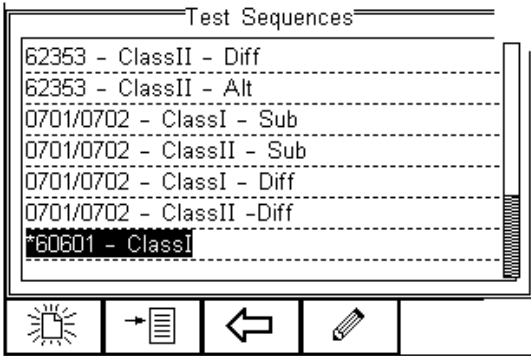 Test Sequences
62353 - ClassII - Diff
62353 - ClassII - Alt
0701/0702 - ClassI - Sub
0701/0702 - ClassII - Sub
0701/0702 - ClassI - Diff
0701/0702 - ClassII -Diff
*60601 - ClassI